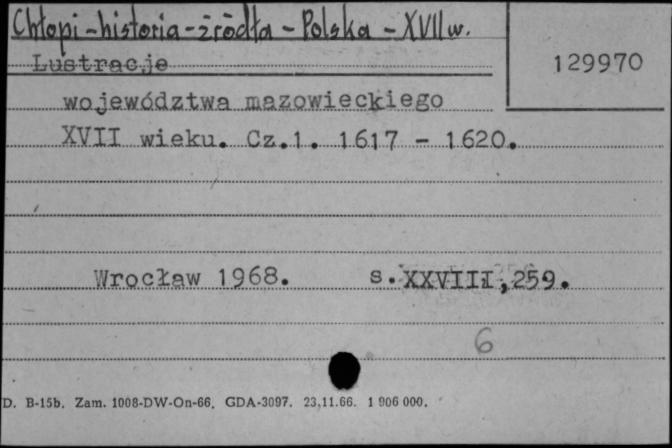 Chłopi-historia-źródła-Polska-XVIIw.
129970
Lustracje
województwa mazowieckiego
XVII wieku. Cz.1. 1617 - 1620.
Wrocław 1968. s.XXVIII,259.
6
D. B-15b. Zam. 1008-DW-On-66. GDA-3097. 23.11.66. 1 906 000.